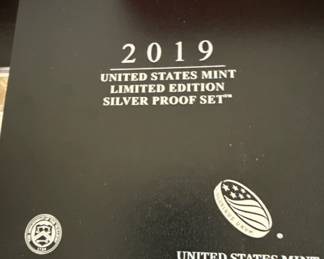 2019
UNITED STATES MINT
LIMITED EDITION
SILVER PROOF SET™
UNITED STATES MINT